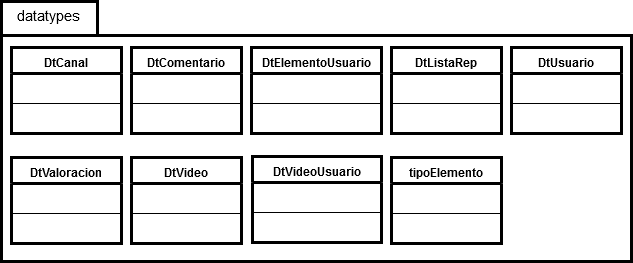 datatypes
DtCanal
DtComentario
DtElementoUsuario
DtListaRep
DtUsuario
DtValoracion
DtVideo
DtVideoUsuario
tipoElemento